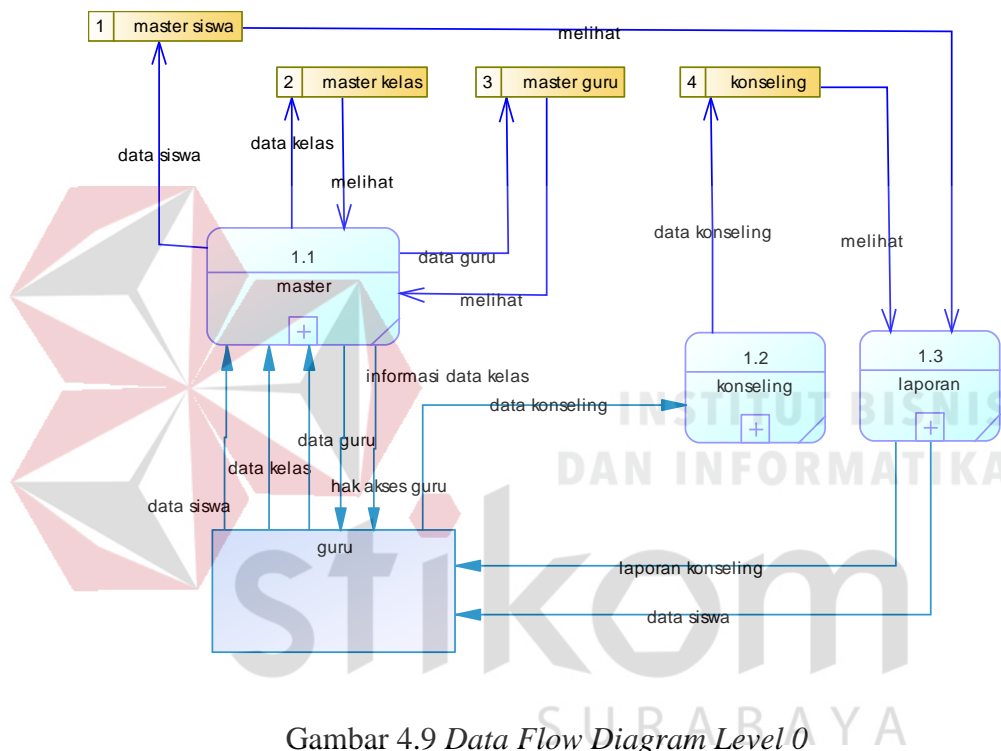 1 master siswa
melihat
2 master kelas
3 master guru
4 konseling
data siswa
data kelas
melihat
data guru
melihat
data konseling
melihat
1.1
master
1.2
konseling
1.3
laporan
informasi data kelas
data konseling
data guru
data kelas
hak akses guru
data siswa
guru
laporan konseling
data siswa
INSTITUT BISNIS
DAN INFORMATIKA
stikom
SURABAYA
Gambar 4.9 Data Flow Diagram Level 0